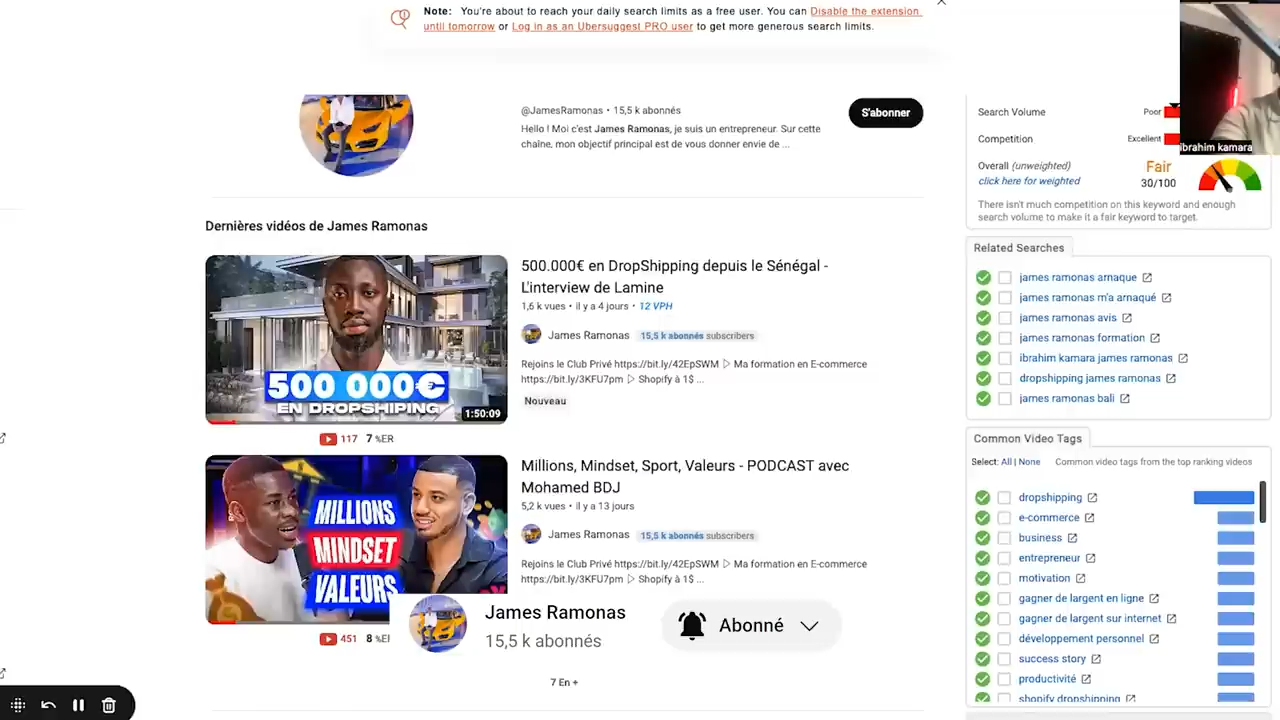 Note: You're about to reach your daily search limits as a free user. You can Disable the extension
until tomorrow or Log in as an Ubersuggest PRO user to get more generous search limits.
@JamesRamonas • 15,5 k abonnés
Hello ! Moi c'est James Ramonas, je suis un entrepreneur. Sur cette
chaîne, mon objectif principal est de vous donner envie de ...
S'abonner
Dernières vidéos de James Ramonas
500 000€
EN DROPSHIPING
1:50:09
500.000€ en DropShipping depuis le Sénégal -
L'interview de Lamine
1,6 k vues • il y a 4 jours • 12 VPH
James Ramonas 15,5 k abonnés subscribers
Rejoins le Club Privé https://bit.ly/42EpSWM ▷ Ma formation en E-commerce
https://bit.ly/3KFU7pm ▷ Shopify à 1$ ...
Nouveau
117 7 %ER
MILLIONS
MINDSET
VALEURS
Millions, Mindset, Sport, Valeurs - PODCAST avec
Mohamed BDJ
5,2 k vues • il y a 13 jours
James Ramonas 15,5 k abonnés subscribers
Rejoins le Club Privé https://bit.ly/42EpSWM ▷ Ma formation en E-commerce
https://bit.ly/3KFU7pm ▷ Shopify à 1$ ...
451 8 %EI
James Ramonas
15,5 k abonnés
Abonné
7 En +
Search Volume Poor
Competition Excellent
Overall (unweighted) Fair
click here for weighted 30/100
There isn't much competition on this keyword and enough
search volume to make it a fair keyword to target.
ibrahim kamara
Related Searches
james ramonas arnaque
james ramonas m'a arnaqué
james ramonas avis
james ramonas formation
ibrahim kamara james ramonas
dropshipping james ramonas
james ramonas bali
Common Video Tags
Select: All | None Common video tags from the top ranking videos
dropshipping
e-commerce
business
entrepreneur
motivation
gagner de largent en ligne
gagner de largent sur internet
développement personnel
success story
productivité
shopify dropshipping